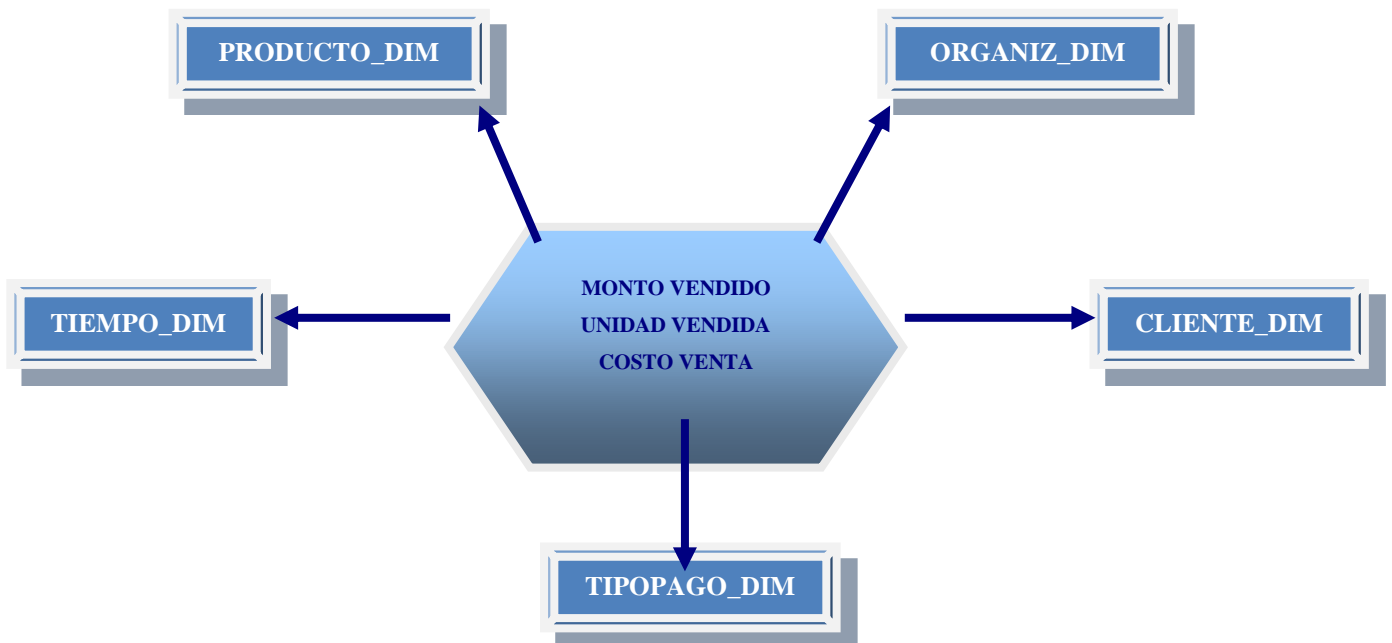 PRODUCTO_DIM
ORGANIZ_DIM
MONTO VENDIDO
UNIDAD VENDIDA
COSTO VENTA
TIEMPO_DIM
CLIENTE_DIM
TIPOPAGO_DIM